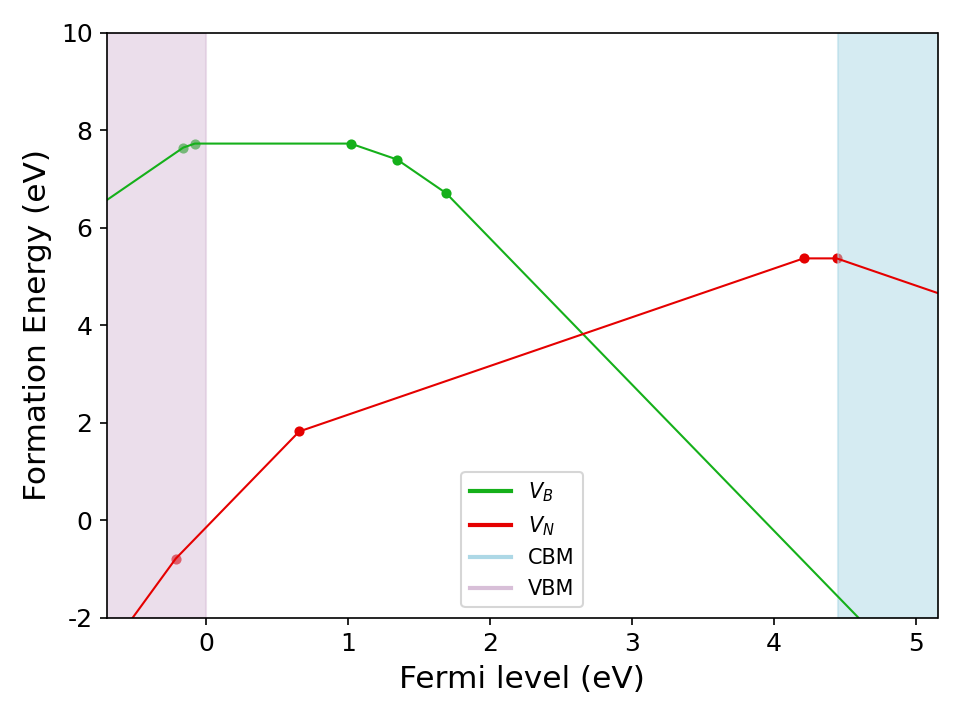 10
8
6
4
2
0
-2
Formation Energy (eV)
V_B
V_N
CBM
VBM
0 1 2 3 4 5
Fermi level (eV)